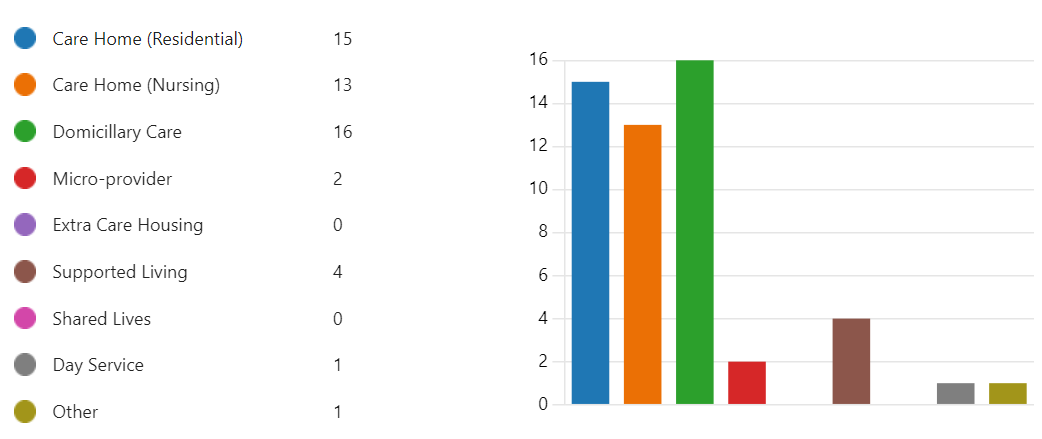 Care Home (Residential) 15
Care Home (Nursing) 13
Domicillary Care 16
Micro-provider 2
Extra Care Housing 0
Supported Living 4
Shared Lives 0
Day Service 1
Other 1
16
14
12
10
8
6
4
2
0